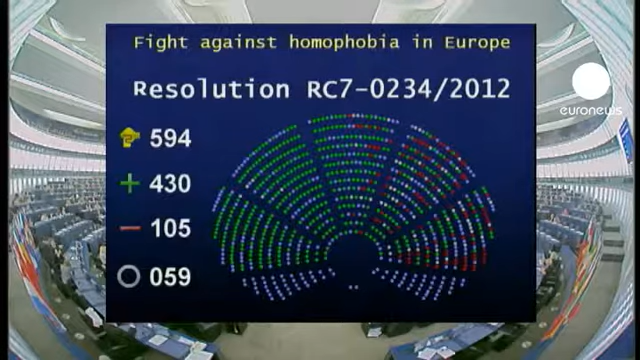 Fight against homophobia in Europe
Resolution RC7-0234/2012
594
+ 430
- 105
059
euronews